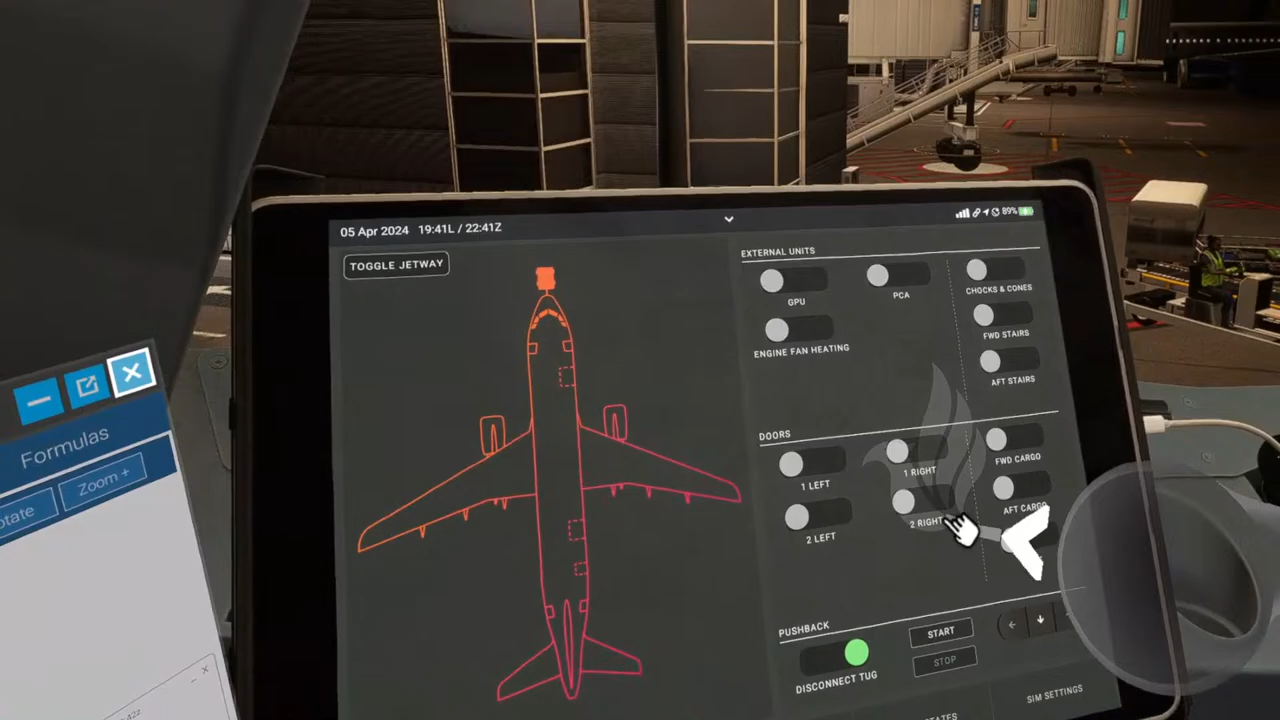 05 Apr 2024 19:41L / 22:41Z
89%
TOGGLE JETWAY
EXTERNAL UNITS
GPU
PCA
CHOCKS & CONES
ENGINE FAN HEATING
FWD STAIRS
AFT STAIRS
DOORS
1 LEFT
1 RIGHT
FWD CARGO
2 LEFT
2 RIGHT
AFT CARGO
PUSHBACK
START
STOP
DISCONNECT TUG
SIM SETTINGS
Formulas
Zoom +